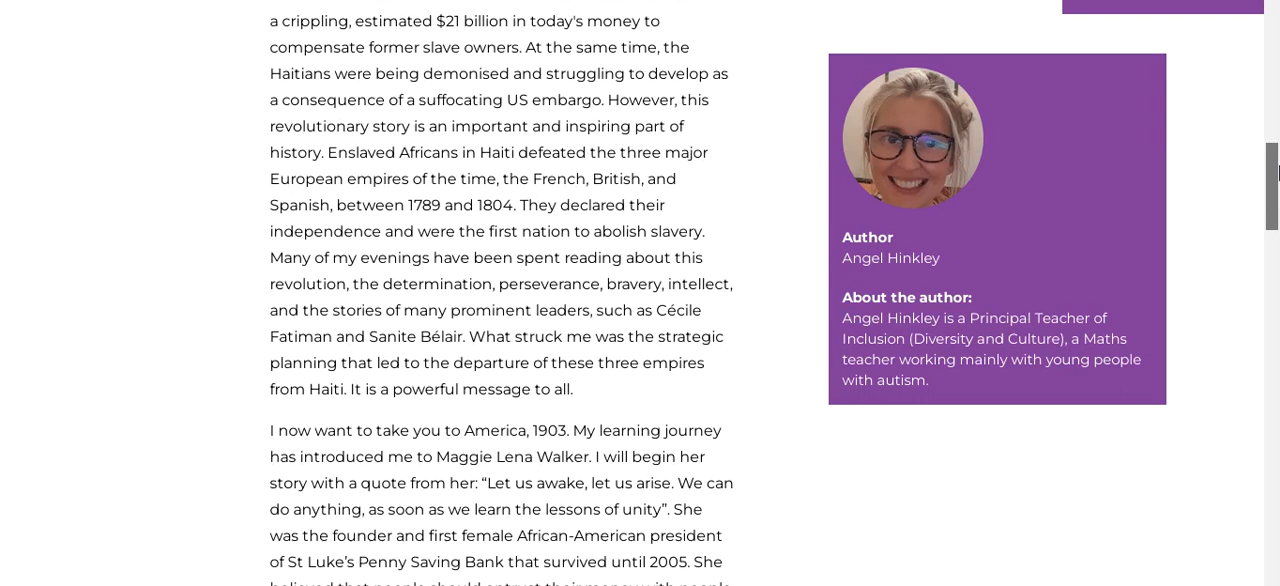 a crippling, estimated $21 billion in today's money to
compensate former slave owners. At the same time, the
Haitians were being demonised and struggling to develop as
a consequence of a suffocating US embargo. However, this
revolutionary story is an important and inspiring part of
history. Enslaved Africans in Haiti defeated the three major
European empires of the time, the French, British, and
Spanish, between 1789 and 1804. They declared their
independence and were the first nation to abolish slavery.
Many of my evenings have been spent reading about this
revolution, the determination, perseverance, bravery, intellect,
and the stories of many prominent leaders, such as Cécile
Fatiman and Sanite Bélair. What struck me was the strategic
planning that led to the departure of these three empires
from Haiti. It is a powerful message to all.
I now want to take you to America, 1903. My learning journey
has introduced me to Maggie Lena Walker. I will begin her
story with a quote from her: “Let us awake, let us arise. We can
do anything, as soon as we learn the lessons of unity”. She
was the founder and first female African-American president
of St Luke’s Penny Saving Bank that survived until 2005. She
believed that people should entrust their money with people
Author
Angel Hinkley
About the author:
Angel Hinkley is a Principal Teacher of
Inclusion (Diversity and Culture), a Maths
teacher working mainly with young people
with autism.